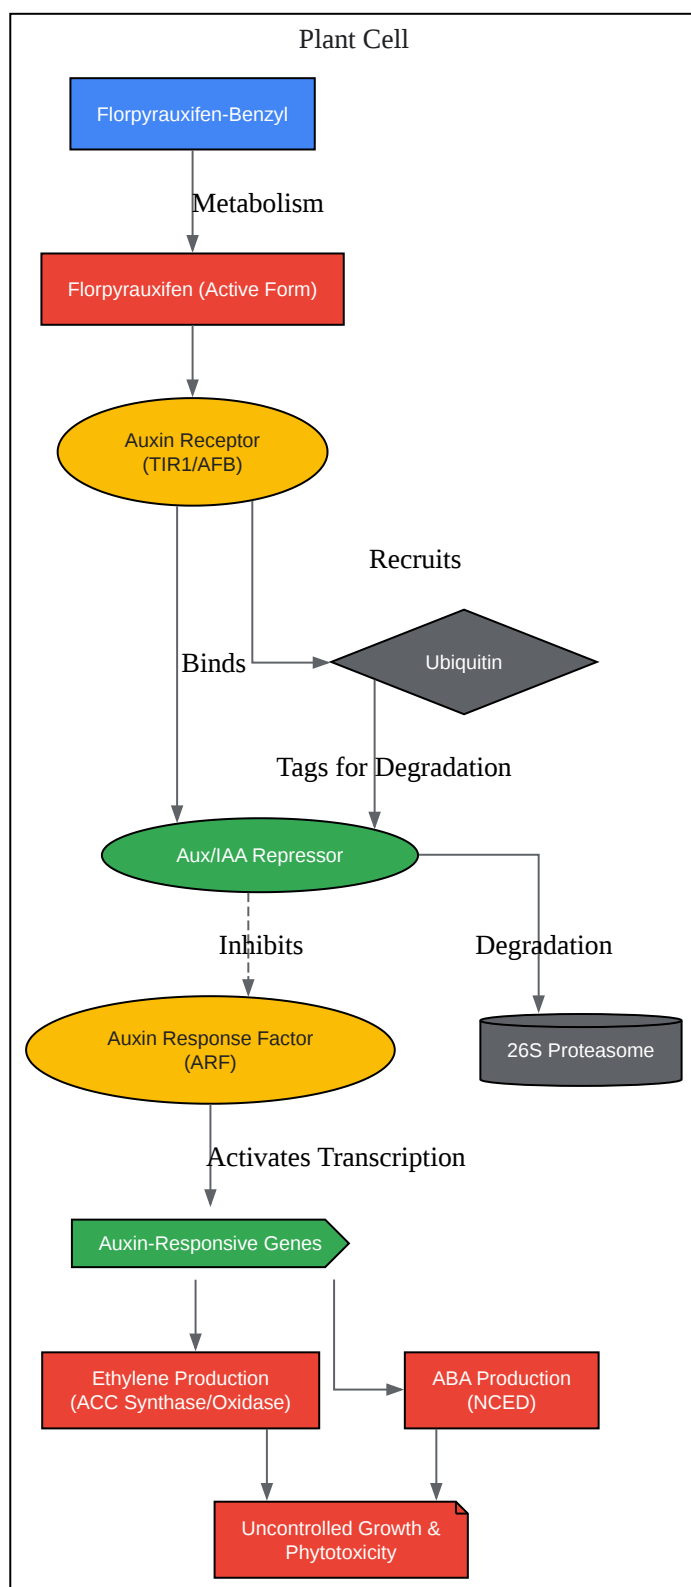 Plant Cell
Florpyrauxifen-Benzyl
Metabolism
Florpyrauxifen (Active Form)
Auxin Receptor
(TIR1/AFB)
Recruits
Binds
Ubiquitin
Tags for Degradation
Aux/IAA Repressor
Inhibits
Degradation
Auxin Response Factor
(ARF)
26S Proteasome
Activates Transcription
Auxin-Responsive Genes
Ethylene Production
(ACC Synthase/Oxidase)
ABA Production
(NCED)
Uncontrolled Growth &
Phytotoxicity